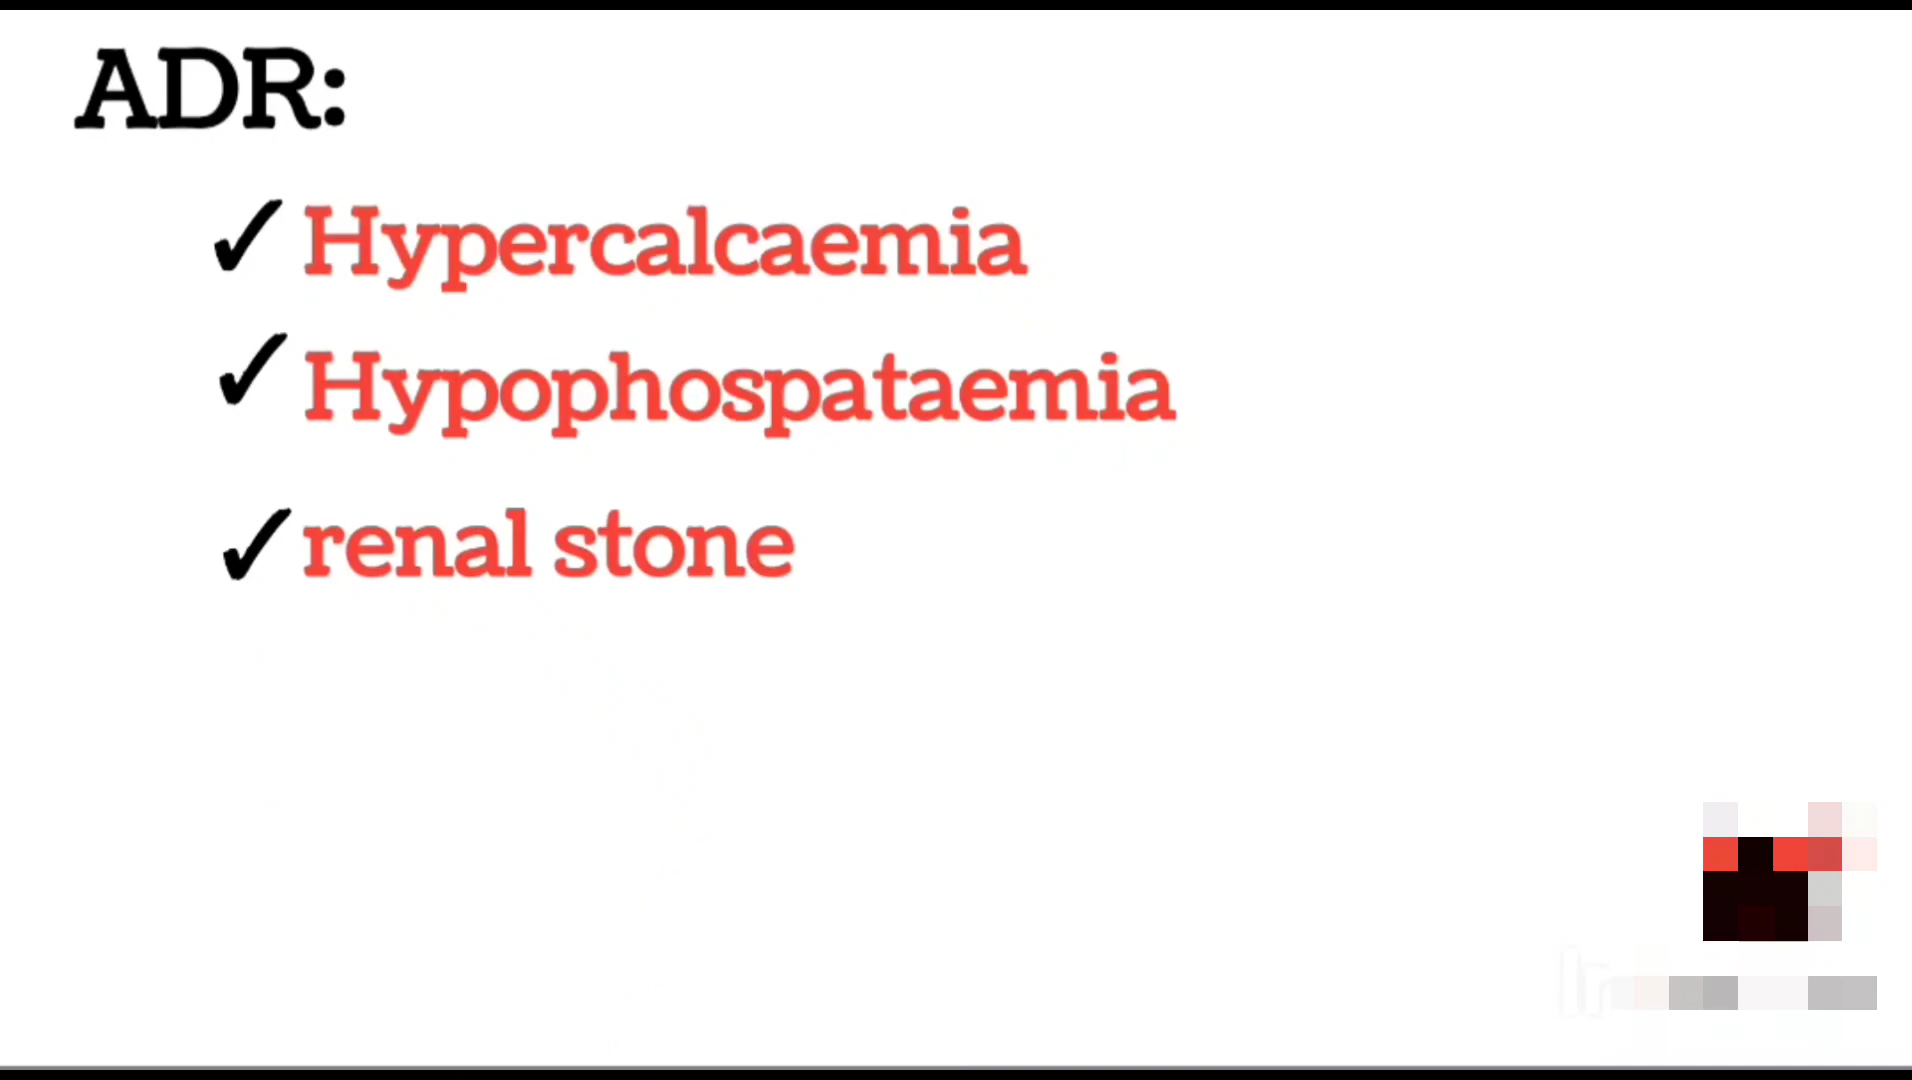 ADR:
✓ Hypercalcaemia
✓ Hypophospataemia
✓ renal stone